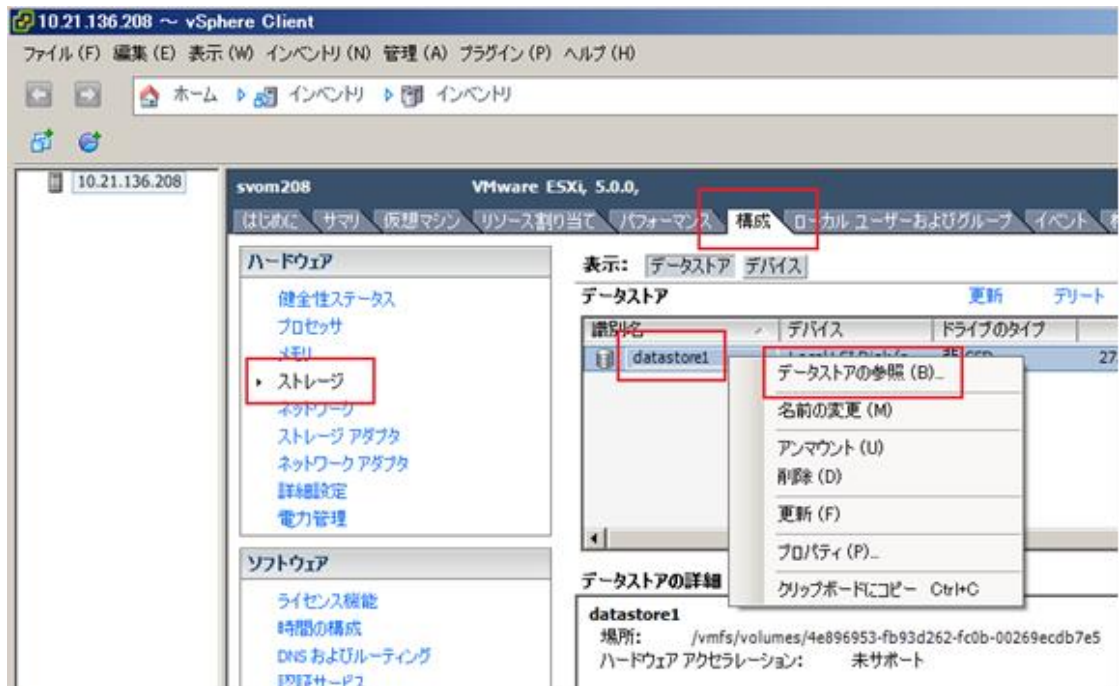 10.21.136.208 ～ vSphere Client
ファイル (F) 編集 (E) 表示 (W) インベントリ (N) 管理 (A) プラグイン (P) ヘルプ (H)
ホーム インベントリ インベントリ
10.21.136.208
svom208 VMware ESXi, 5.0.0,
はじめに サマリ 仮想マシン リソース割り当て パフォーマンス 構成 ローカル ユーザーおよびグループ イベント
ハードウェア
健全性ステータス
プロセッサ
メモリ
ストレージ
ネットワーク
ストレージ アダプタ
ネットワーク アダプタ
詳細設定
電力管理
ソフトウェア
ライセンス機能
時間の構成
DNS およびルーティング
認証サービス
表示: データストア デバイス
データストア 更新 デリート
識別名 デバイス ドライブのタイプ
datastore1 27
データストアの参照 (B)...
名前の変更 (M)
アンマウント (U)
削除 (D)
更新 (F)
プロパティ (P)...
クリップボードにコピー Ctrl+C
データストアの詳細
datastore1
場所: /vmfs/volumes/4e896953-fb93d262-fc0b-00269ecdb7e5
ハードウェア アクセラレーション: 未サポート